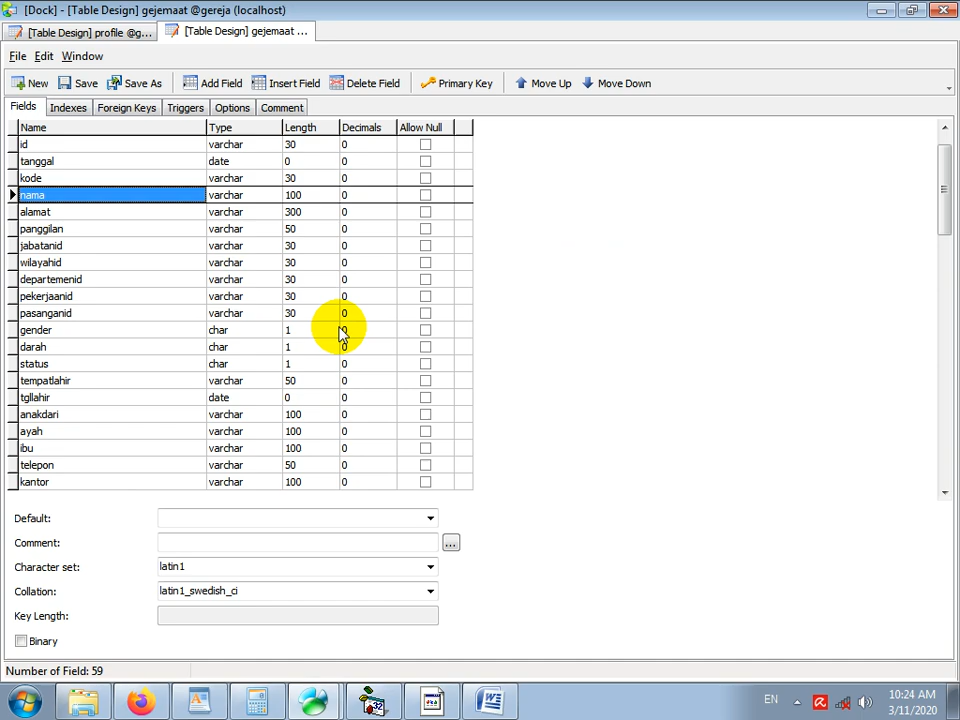 [Dock] - [Table Design] gejemaat @gereja (localhost)
[Table Design] profile @g... [Table Design] gejemaat ...
File Edit Window
New Save Save As Add Field Insert Field Delete Field Primary Key Move Up Move Down
Fields Indexes Foreign Keys Triggers Options Comment
Name Type Length Decimals Allow Null
id varchar 30 0
tanggal date 0 0
kode varchar 30 0
nama varchar 100 0
alamat varchar 300 0
panggilan varchar 50 0
jabatanid varchar 30 0
wilayahid varchar 30 0
departemenid varchar 30 0
pekerjaanid varchar 30 0
pasanganid varchar 30 0
gender char 1 0
darah char 1 0
status char 1 0
tempatlahir varchar 50 0
tgllahir date 0 0
anakdari varchar 100 0
ayah varchar 100 0
ibu varchar 100 0
telepon varchar 50 0
kantor varchar 100 0
Default:
Comment: ...
Character set: latin1
Collation: latin1_swedish_ci
Key Length:
Binary
Number of Field: 59
EN 10:24 AM
3/11/2020